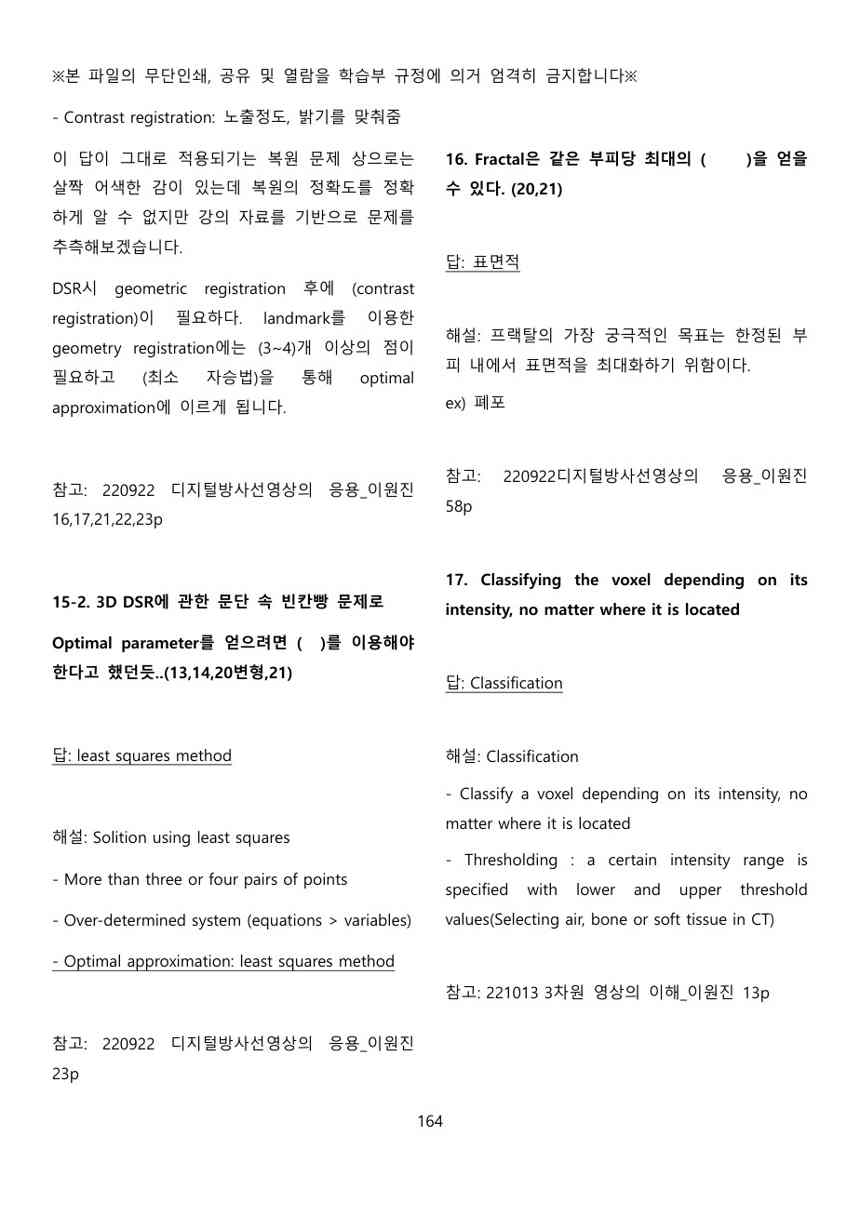 ※본 파일의 무단인쇄, 공유 및 열람을 학습부 규정에 의거 엄격히 금지합니다※
- Contrast registration: 노출정도, 밝기를 맞춰줌
이 답이 그대로 적용되기는 복원 문제 상으로는
살짝 어색한 감이 있는데 복원의 정확도를 정확
하게 알 수 없지만 강의 자료를 기반으로 문제를
추측해보겠습니다.
DSR시 geometric registration 후에 (contrast
registration)이 필요하다. landmark를 이용한
geometry registration에는 (3~4)개 이상의 점이
필요하고 (최소 자승법)을 통해 optimal
approximation에 이르게 됩니다.
참고: 220922 디지털방사선영상의 응용_이원진
16,17,21,22,23p
15-2. 3D DSR에 관한 문단 속 빈칸빵 문제로
Optimal parameter를 얻으려면 ( )를 이용해야
한다고 했던듯..(13,14,20변형,21)
답: least squares method
해설: Solition using least squares
- More than three or four pairs of points
- Over-determined system (equations > variables)
- Optimal approximation: least squares method
참고: 220922 디지털방사선영상의 응용_이원진
23p
16. Fractal은 같은 부피당 최대의 ( )을 얻을
수 있다. (20,21)
답: 표면적
해설: 프랙탈의 가장 궁극적인 목표는 한정된 부
피 내에서 표면적을 최대화하기 위함이다.
ex) 폐포
참고: 220922디지털방사선영상의 응용_이원진
58p
17. Classifying the voxel depending on its
intensity, no matter where it is located
답: Classification
해설: Classification
- Classify a voxel depending on its intensity, no
matter where it is located
- Thresholding : a certain intensity range is
specified with lower and upper threshold
values(Selecting air, bone or soft tissue in CT)
참고: 221013 3차원 영상의 이해_이원진 13p
164